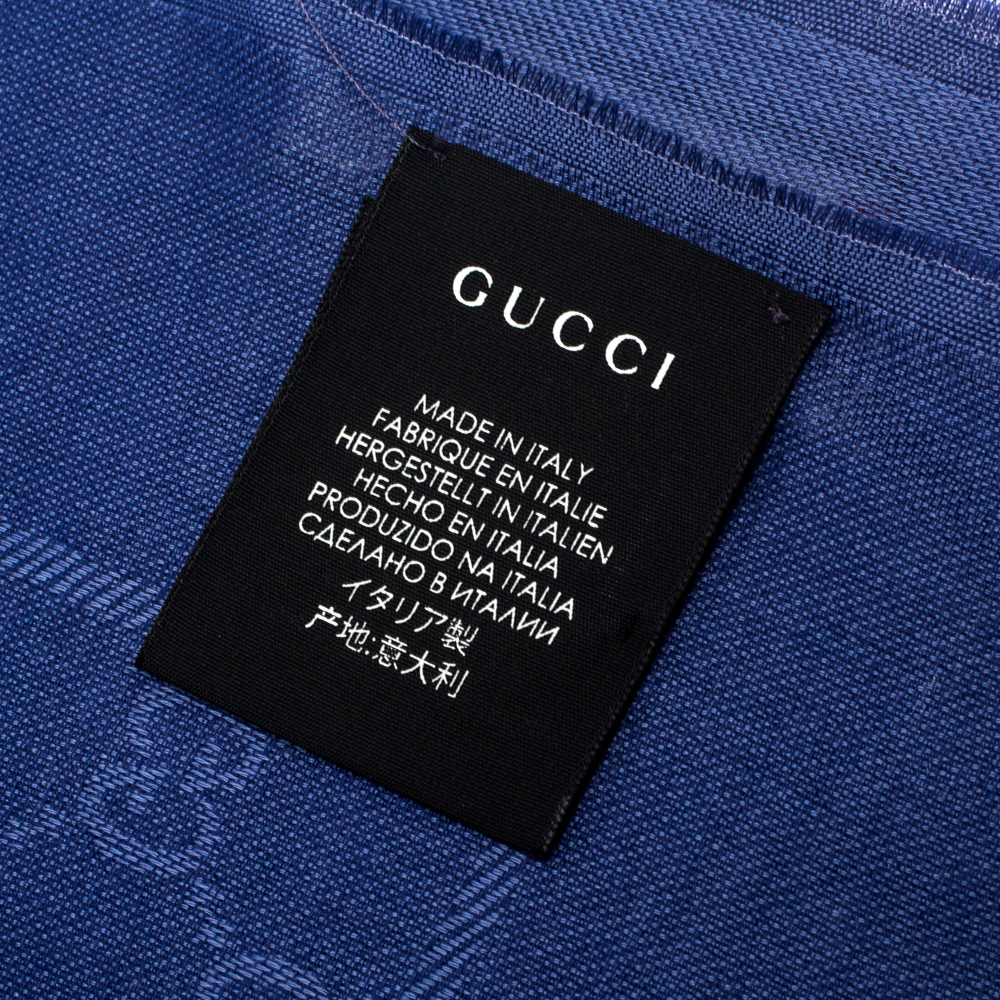 GUCCI
MADE IN ITALY
FABRIQUE EN ITALIE
HERGESTELLT IN ITALIEN
HECHO EN ITALIA
PRODUZIDO NA ITALIA
СДЕЛАНО В ИТАЛИИ
イタリア製
产地:意大利